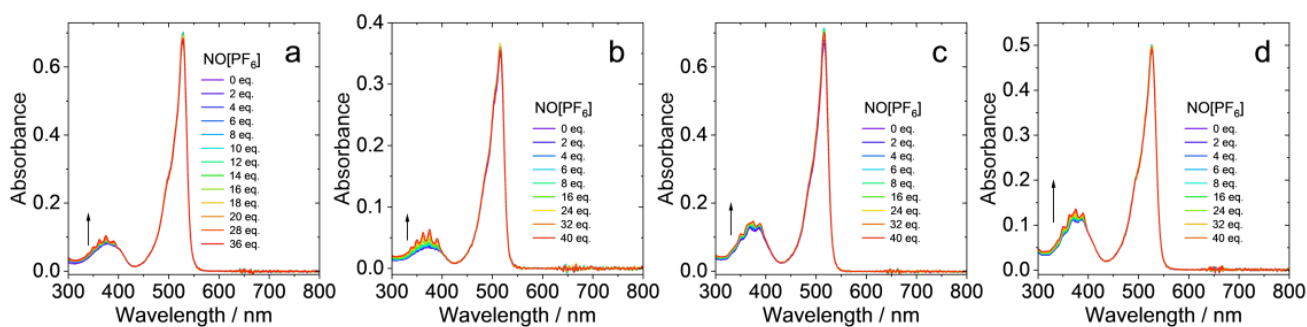 a
NO[PF6]
0 eq.
2 eq.
4 eq.
6 eq.
8 eq.
10 eq.
12 eq.
14 eq.
16 eq.
18 eq.
20 eq.
28 eq.
36 eq.
0.6
0.4
0.2
0.0
Absorbance
300 400 500 600 700 800
Wavelength / nm
b
NO[PF6]
0 eq.
2 eq.
4 eq.
6 eq.
8 eq.
16 eq.
24 eq.
32 eq.
40 eq.
0.4
0.3
0.2
0.1
0.0
Absorbance
300 400 500 600 700 800
Wavelength / nm
c
NO[PF6]
0 eq.
2 eq.
4 eq.
6 eq.
8 eq.
16 eq.
24 eq.
32 eq.
40 eq.
0.6
0.4
0.2
0.0
Absorbance
300 400 500 600 700 800
Wavelength / nm
d
NO[PF6]
0 eq.
2 eq.
4 eq.
6 eq.
8 eq.
16 eq.
24 eq.
32 eq.
40 eq.
0.5
0.4
0.3
0.2
0.1
0.0
Absorbance
300 400 500 600 700 800
Wavelength / nm